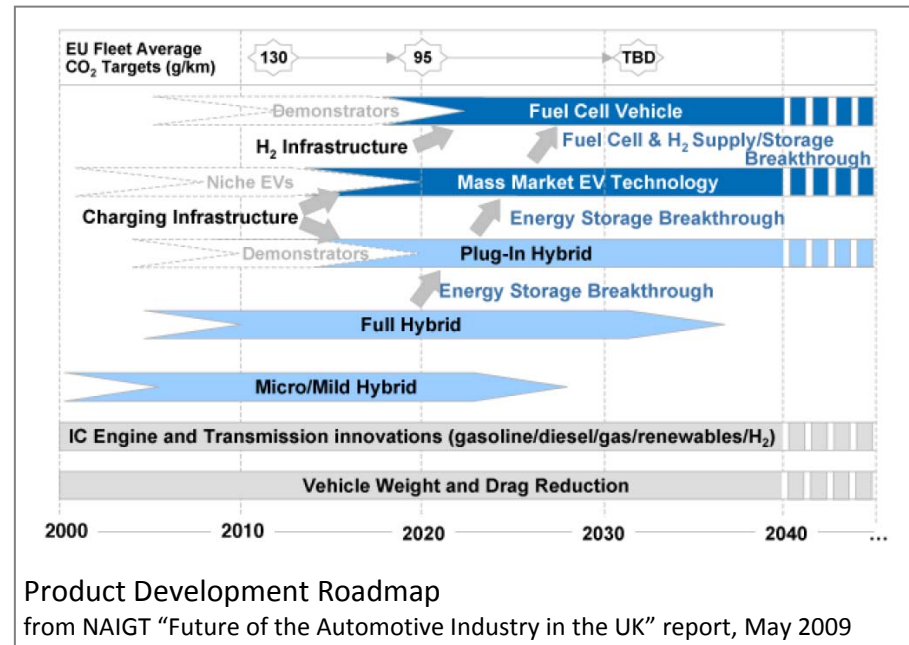 EU Fleet Average
CO₂ Targets (g/km)
130
95
TBD
Demonstrators
Fuel Cell Vehicle
H₂ Infrastructure
Fuel Cell & H₂ Supply/Storage
Breakthrough
Niche EVs
Mass Market EV Technology
Charging Infrastructure
Energy Storage Breakthrough
Demonstrators
Plug-In Hybrid
Energy Storage Breakthrough
Full Hybrid
Micro/Mild Hybrid
IC Engine and Transmission innovations (gasoline/diesel/gas/renewables/H₂)
Vehicle Weight and Drag Reduction
2000 2010 2020 2030 2040 ...
Product Development Roadmap
from NAIGT “Future of the Automotive Industry in the UK” report, May 2009